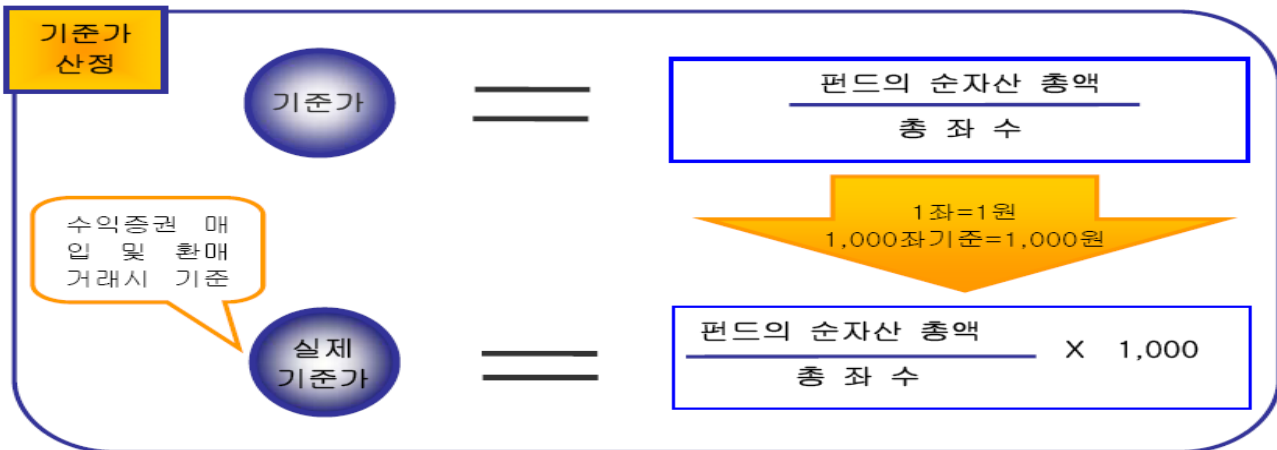 기준가
산정
기준가
펀드의 순자산 총액
총 좌 수
수익증권 매
입 및 환매
거래시 기준
1좌=1원
1,000좌기준=1,000원
실제
기준가
펀드의 순자산 총액
총 좌 수
X 1,000